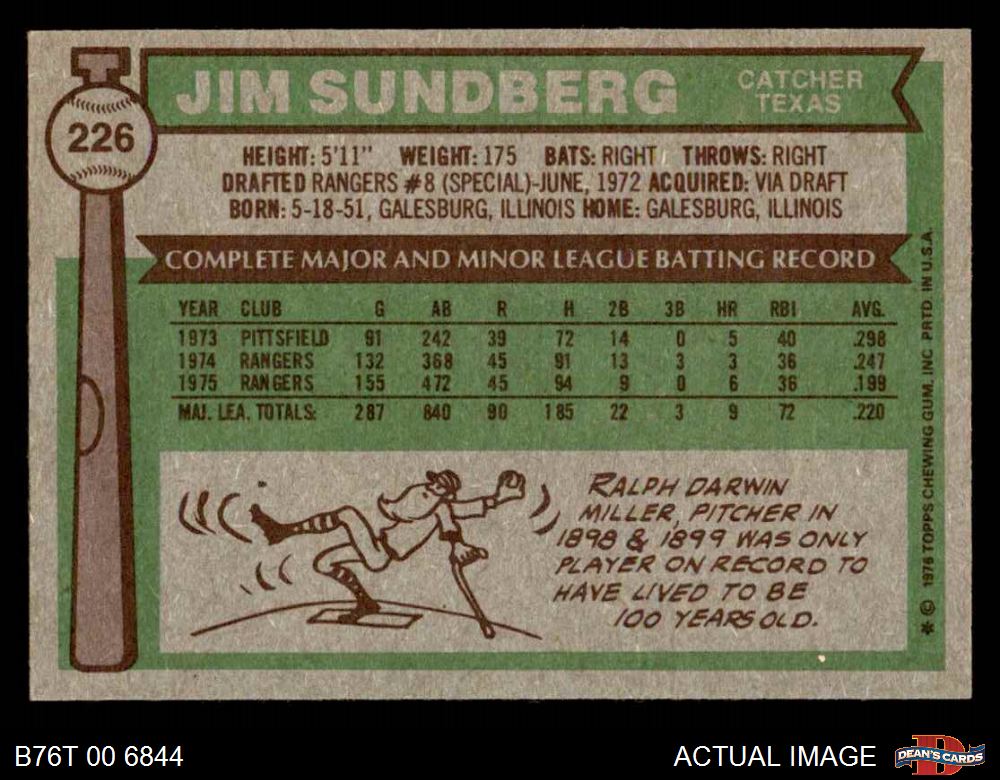 226
JIM SUNDBERG
CATCHER
TEXAS
HEIGHT: 5'11" WEIGHT: 175 BATS: RIGHT THROWS: RIGHT
DRAFTED RANGERS #8 (SPECIAL)-JUNE, 1972 ACQUIRED: VIA DRAFT
BORN: 5-18-51, GALESBURG, ILLINOIS HOME: GALESBURG, ILLINOIS
COMPLETE MAJOR AND MINOR LEAGUE BATTING RECORD
YEAR CLUB G AB R H 2B 3B HR RBI AVG.
1973 PITTSFIELD 91 242 39 72 14 0 5 40 .298
1974 RANGERS 132 368 45 91 13 3 3 36 .247
1975 RANGERS 155 472 45 94 9 0 6 36 .199
MAJ. LEA. TOTALS: 287 840 90 185 22 3 9 72 .220
RALPH DARWIN
MILLER, PITCHER IN
1898 & 1899 WAS ONLY
PLAYER ON RECORD TO
HAVE LIVED TO BE
100 YEARS OLD.
* © 1976 TOPPS CHEWING GUM, INC. PRTD. IN U.S.A.
B76T 00 6844
ACTUAL IMAGE
D
DEAN'S CARDS